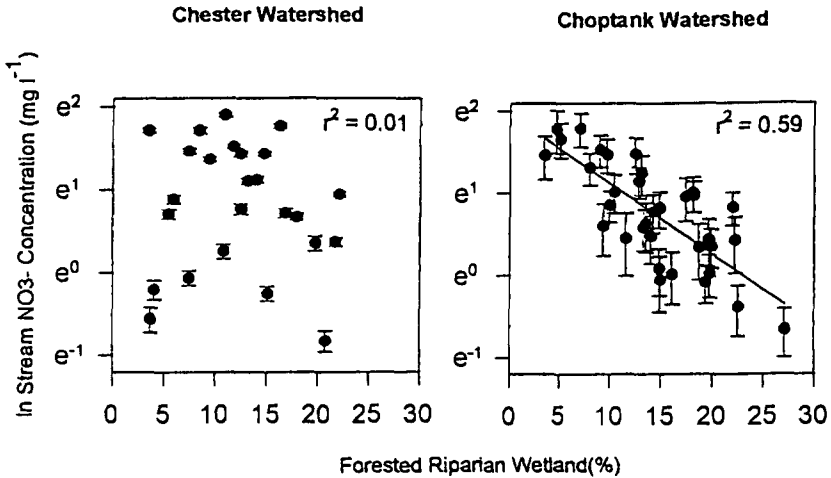 Chester Watershed
Choptank Watershed
ln Stream NO3- Concentration (mg l⁻¹)
e²
e¹
e⁰
e⁻¹
r² = 0.01
0 5 10 15 20 25 30
e²
e¹
e⁰
e⁻¹
r² = 0.59
0 5 10 15 20 25 30
Forested Riparian Wetland(%)